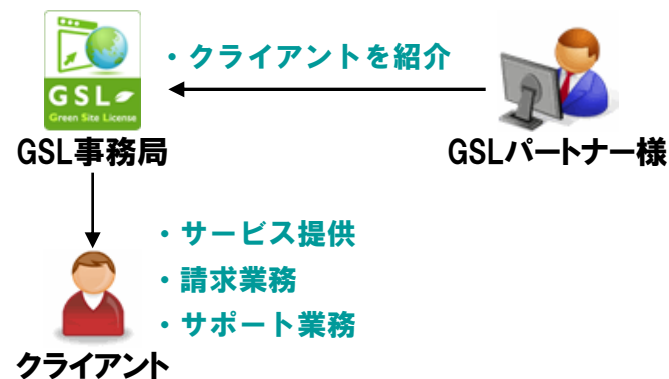 ・クライアントを紹介
GSL
Green Site License
GSL事務局
GSLパートナー様
・サービス提供
・請求業務
・サポート業務
クライアント